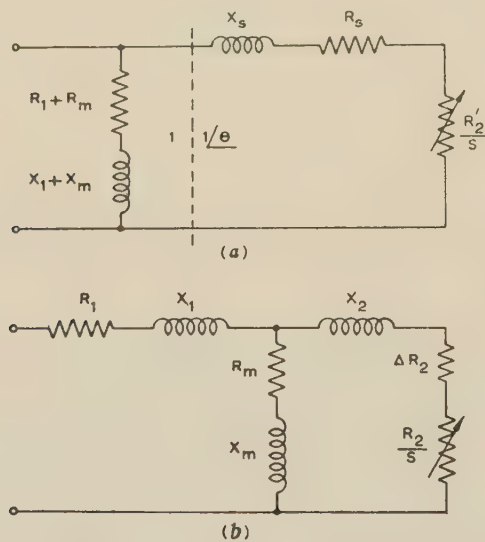 X_s
R_s
R_1 + R_m
1
1/θ
R'_2/S
X_1 + X_m
(a)
R_1
X_1
X_2
R_m
ΔR_2
X_m
R_2/S
(b)